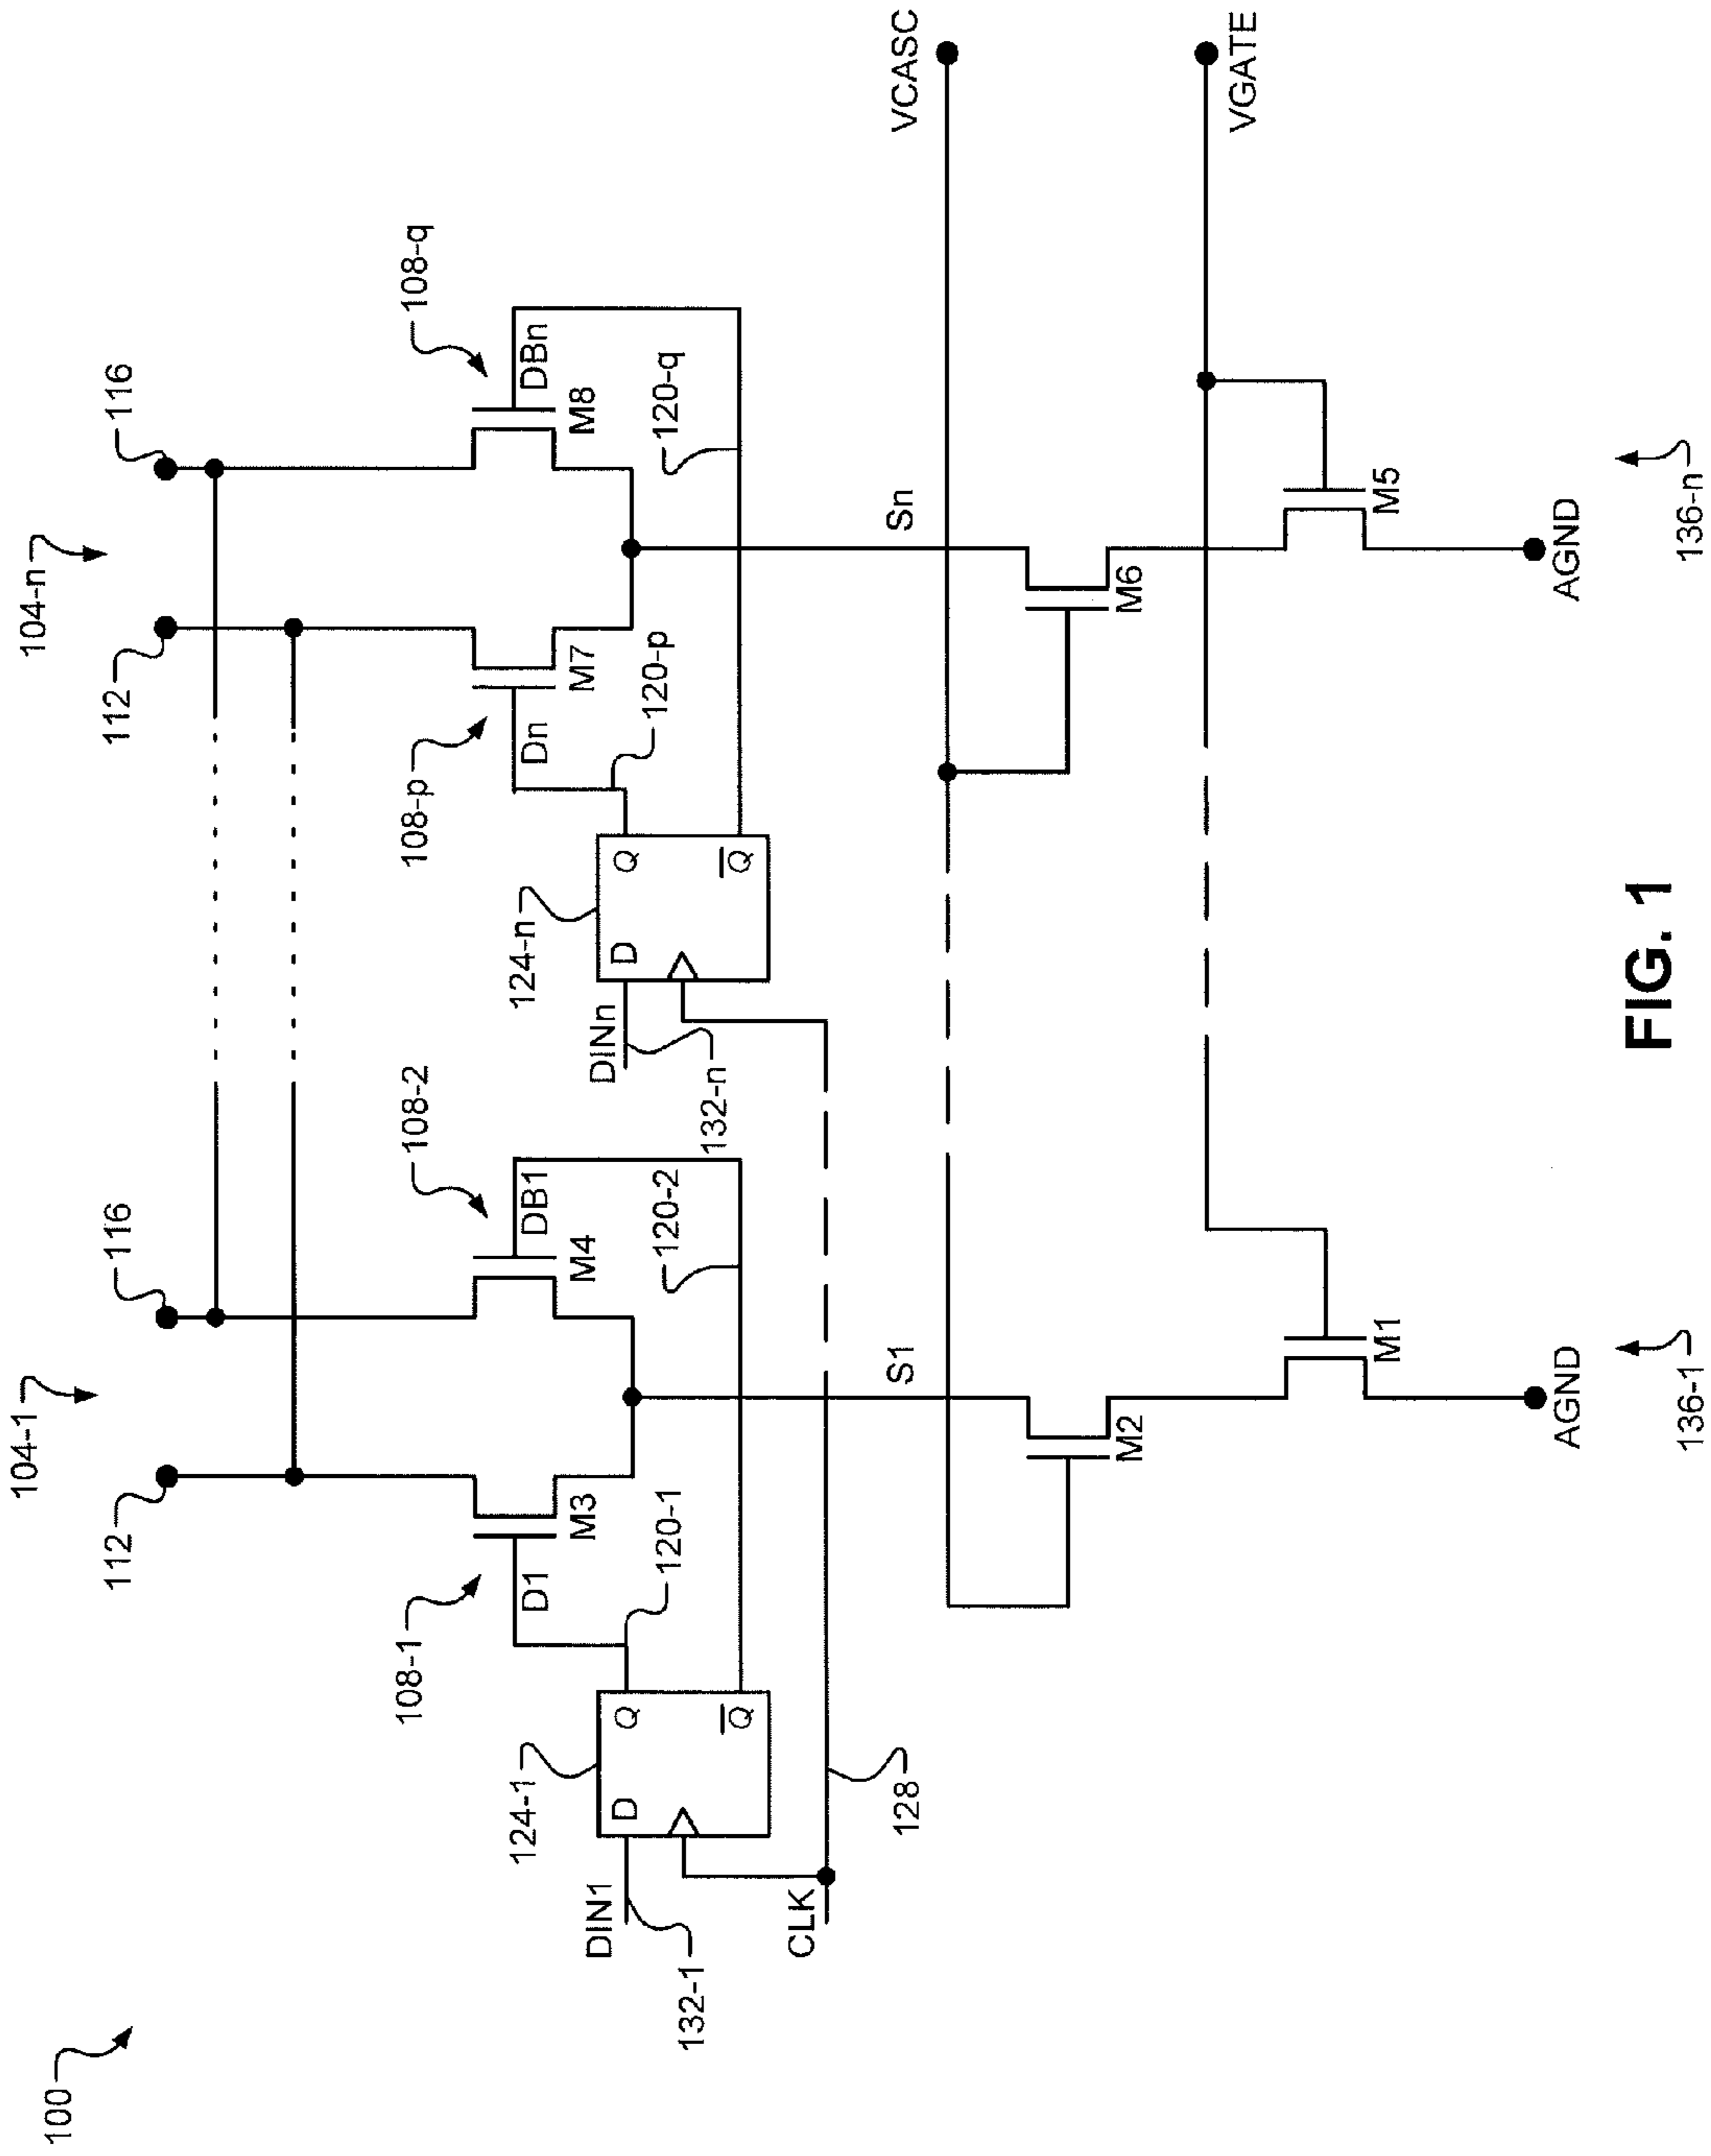 100
104-1
104-n
112
116
112
116
108-1
108-2
108-p
108-q
D1
DB1
Dn
DBn
M3
M4
M7
M8
124-1
120-1
120-2
124-n
120-p
120-q
DIN1
D
Q
Q̅
DINn
D
Q
Q̅
132-1
132-n
CLK
128
S1
Sn
VCASC
M2
M6
VGATE
M1
M5
AGND
AGND
136-1
136-n
FIG. 1